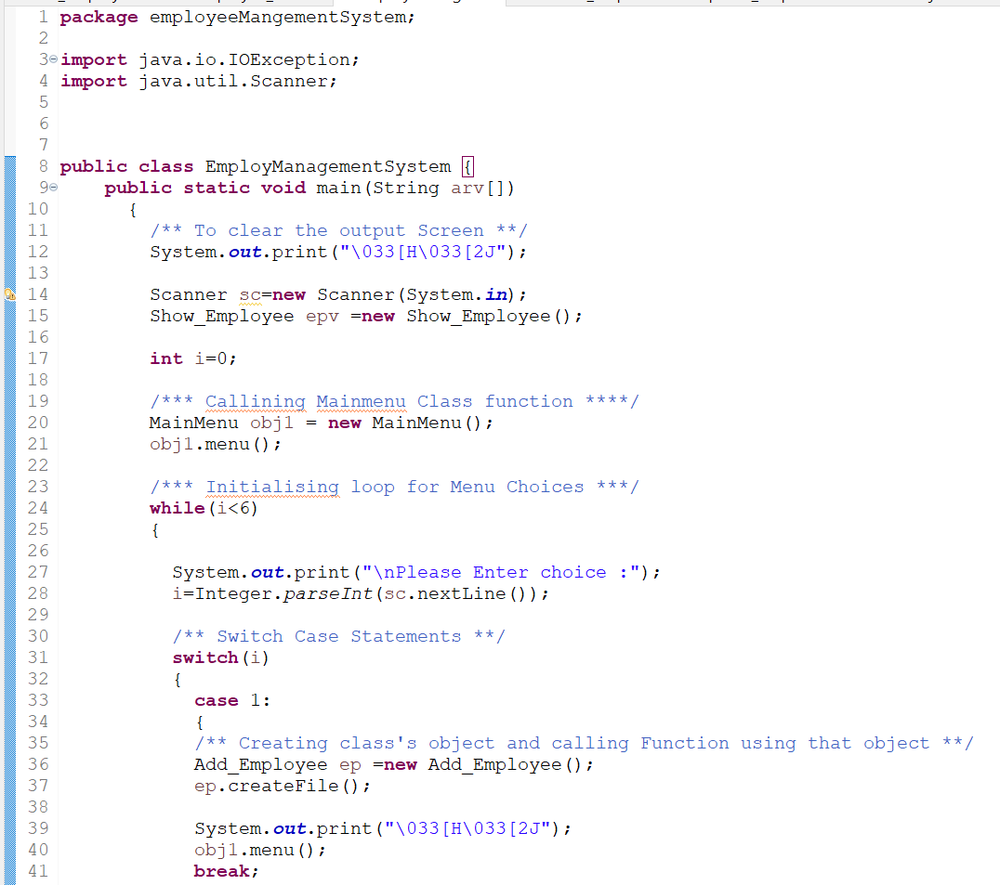 1 package employeeMangementSystem;
2
3 import java.io.IOException;
4 import java.util.Scanner;
5
6
7
8 public class EmployManagementSystem {
9     public static void main(String arv[])
10       {
11         /** To clear the output Screen **/
12         System.out.print("\033[H\033[2J");
13
14         Scanner sc=new Scanner(System.in);
15         Show_Employee epv =new Show_Employee();
16
17         int i=0;
18
19         /*** Callining Mainmenu Class function ****/
20         MainMenu obj1 = new MainMenu();
21         obj1.menu();
22
23         /*** Initialising loop for Menu Choices ***/
24         while(i<6)
25         {
26
27           System.out.print("\nPlease Enter choice :");
28           i=Integer.parseInt(sc.nextLine());
29
30           /** Switch Case Statements **/
31           switch(i)
32           {
33             case 1:
34             {
35             /** Creating class's object and calling Function using that object **/
36             Add_Employee ep =new Add_Employee();
37             ep.createFile();
38
39             System.out.print("\033[H\033[2J");
40             obj1.menu();
41             break;